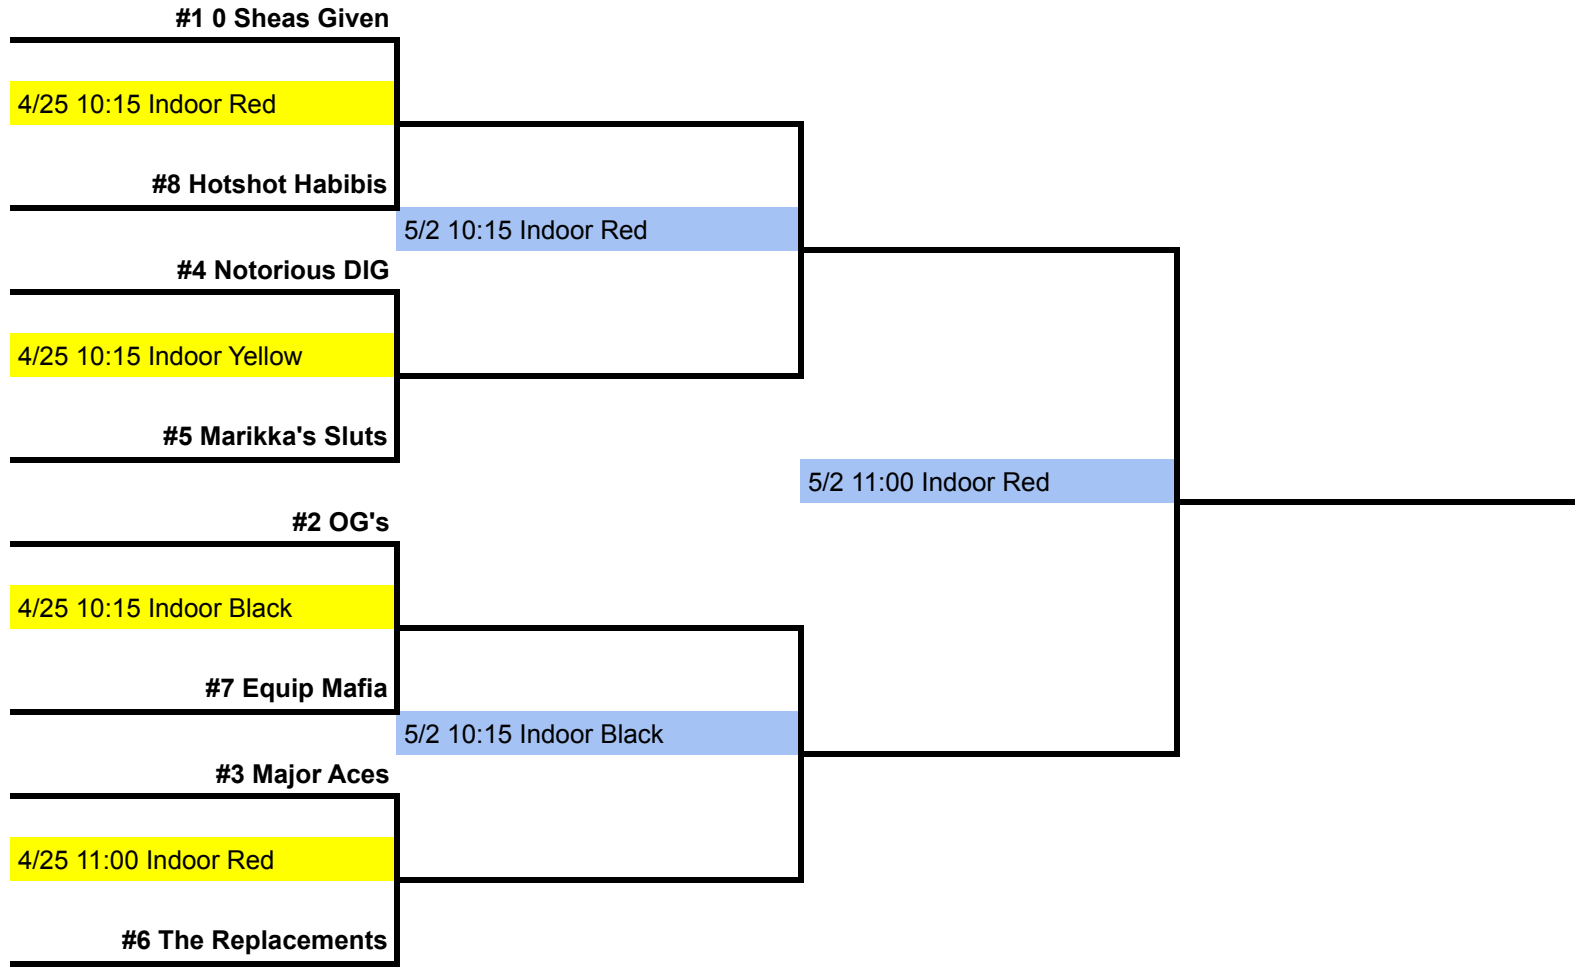 #1 0 Sheas Given
4/25 10:15 Indoor Red
#8 Hotshot Habibis
5/2 10:15 Indoor Red
#4 Notorious DIG
4/25 10:15 Indoor Yellow
#5 Marikka's Sluts
5/2 11:00 Indoor Red
#2 OG's
4/25 10:15 Indoor Black
#7 Equip Mafia
5/2 10:15 Indoor Black
#3 Major Aces
4/25 11:00 Indoor Red
#6 The Replacements